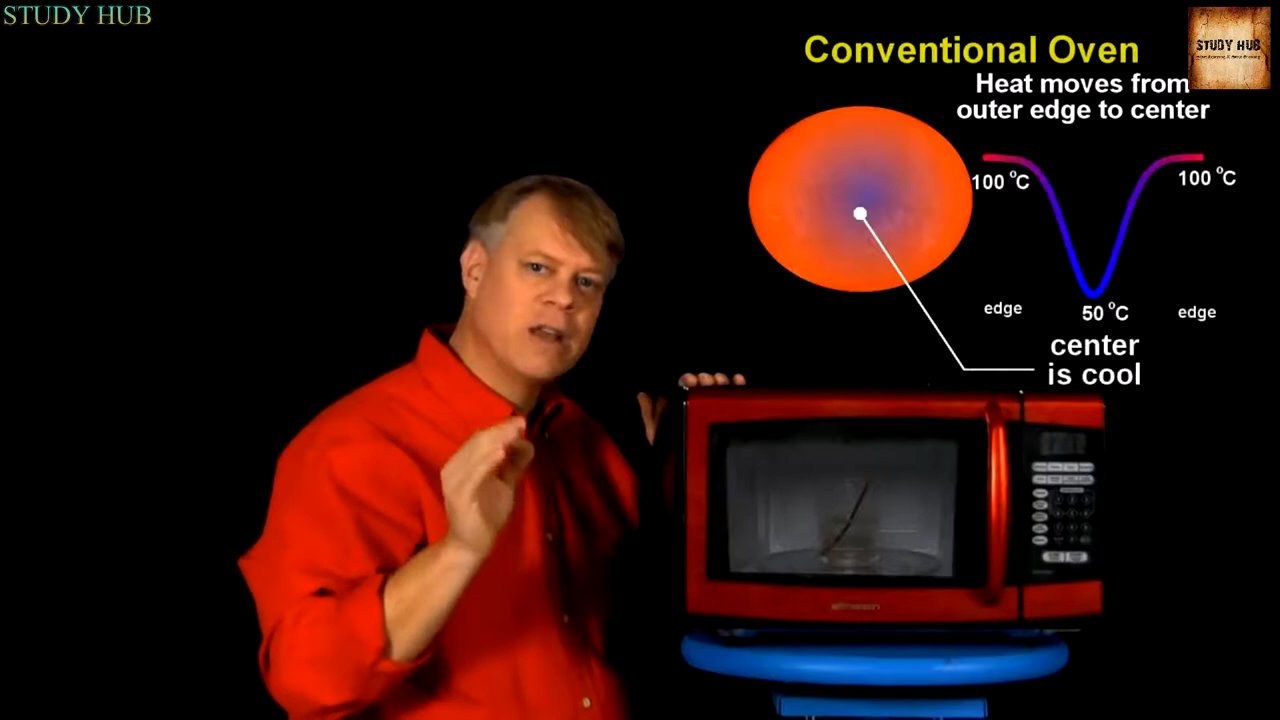 STUDY HUB
Conventional Oven
STUDY HUB
Heat moves from
outer edge to center
100 °C
100 °C
edge
50 °C
edge
center
is cool
emerson